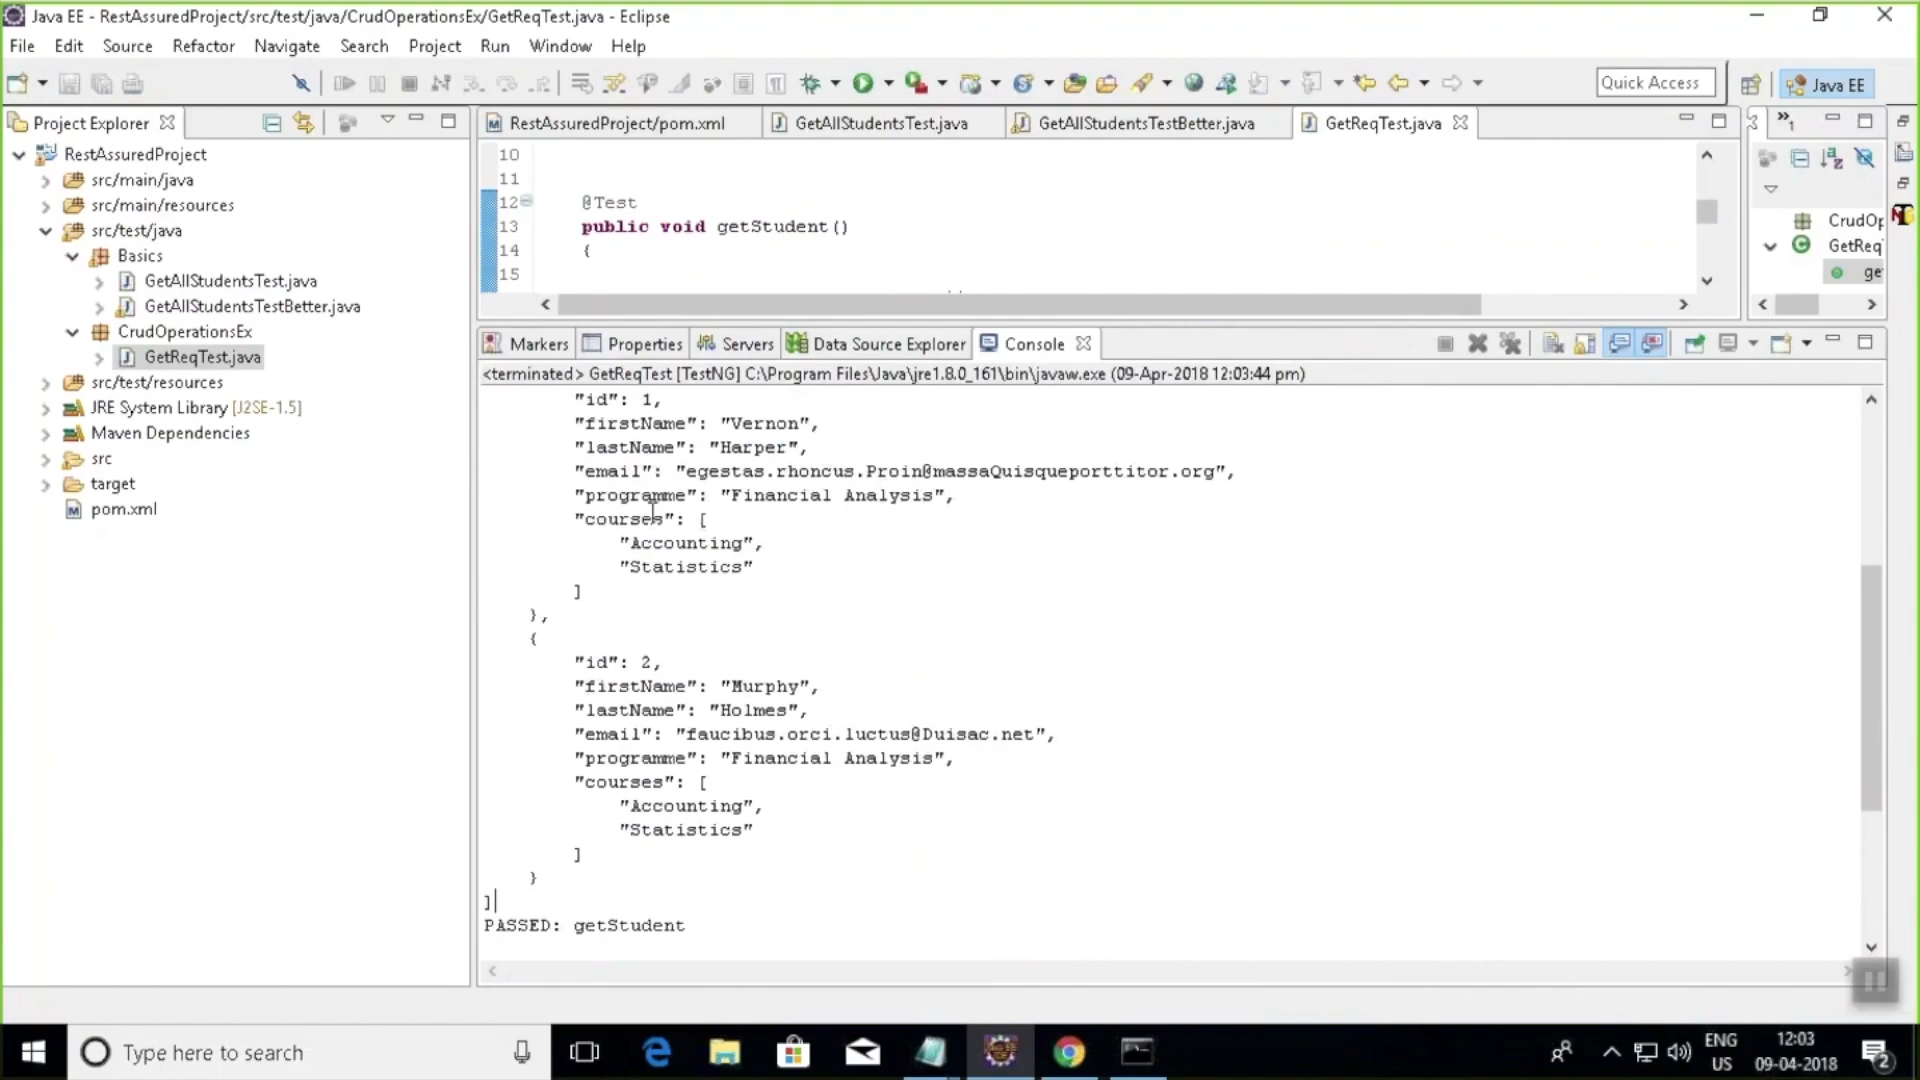 Java EE - RestAssuredProject/src/test/java/CrudOperationsEx/GetReqTest.java - Eclipse
File Edit Source Refactor Navigate Search Project Run Window Help
Quick Access
Java EE
Project Explorer
RestAssuredProject/pom.xml
GetAllStudentsTest.java
GetAllStudentsTestBetter.java
GetReqTest.java
»1
RestAssuredProject
src/main/java
src/main/resources
src/test/java
Basics
GetAllStudentsTest.java
GetAllStudentsTestBetter.java
CrudOperationsEx
GetReqTest.java
src/test/resources
JRE System Library [J2SE-1.5]
Maven Dependencies
src
target
pom.xml
10
11
12 @Test
13 public void getStudent()
14 {
15
CrudOp
GetReq
ge
Markers Properties Servers Data Source Explorer Console
<terminated> GetReqTest [TestNG] C:\Program Files\Java\jre1.8.0_161\bin\javaw.exe (09-Apr-2018 12:03:44 pm)
"id": 1,
"firstName": "Vernon",
"lastName": "Harper",
"email": "egestas.rhoncus.Proin@massaQuisqueporttitor.org",
"programme": "Financial Analysis",
"courses": [
"Accounting",
"Statistics"
]
},
{
"id": 2,
"firstName": "Murphy",
"lastName": "Holmes",
"email": "faucibus.orci.luctus@Duisac.net",
"programme": "Financial Analysis",
"courses": [
"Accounting",
"Statistics"
]
}
]
PASSED: getStudent
Type here to search
ENG
US
12:03
09-04-2018
2